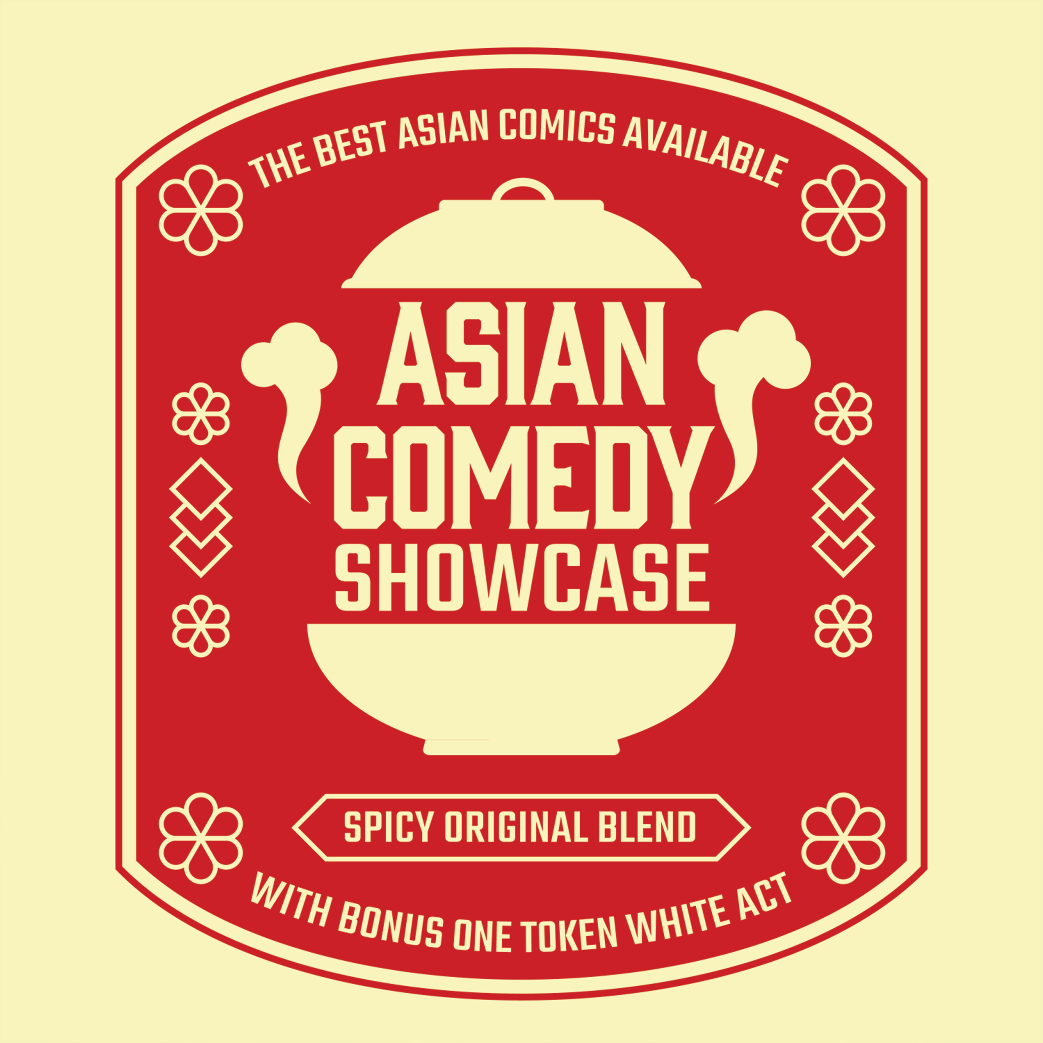 THE BEST ASIAN COMICS AVAILABLE
ASIAN
COMEDY
SHOWCASE
SPICY ORIGINAL BLEND
WITH BONUS ONE TOKEN WHITE ACT